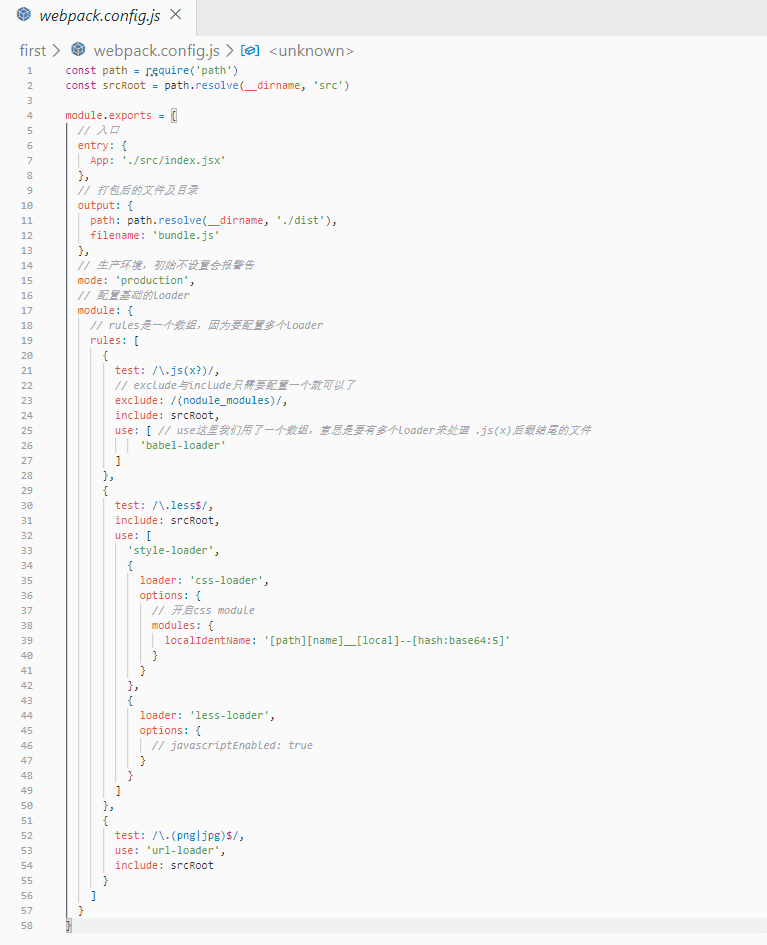 webpack.config.js
first > webpack.config.js > <unknown>
1 const path = require('path')
2 const srcRoot = path.resolve(__dirname, 'src')
3
4 module.exports = {
5 // 入口
6 entry: {
7 App: './src/index.jsx'
8 },
9 // 打包后的文件及目录
10 output: {
11 path: path.resolve(__dirname, './dist'),
12 filename: 'bundle.js'
13 },
14 // 生产环境，初始不设置会报警告
15 mode: 'production',
16 // 配置基础的loader
17 module: {
18 // rules是一个数组，因为要配置多个loader
19 rules: [
20 {
21 test: /\.js(x?)/,
22 // exclude与include只需要配置一个就可以了
23 exclude: /(nodule_modules)/,
24 include: srcRoot,
25 use: [ // use这里我们用了一个数组，意思是要有多个loader来处理 .js(x)后缀结尾的文件
26 'babel-loader'
27 ]
28 },
29 {
30 test: /\.less$/,
31 include: srcRoot,
32 use: [
33 'style-loader',
34 {
35 loader: 'css-loader',
36 options: {
37 // 开启css module
38 modules: {
39 localIdentName: '[path][name]__[local]--[hash:base64:5]'
40 }
41 }
42 },
43 {
44 loader: 'less-loader',
45 options: {
46 // javascriptEnabled: true
47 }
48 }
49 ]
50 },
51 {
52 test: /\.(png|jpg)$/,
53 use: 'url-loader',
54 include: srcRoot
55 }
56 ]
57 }
58 }